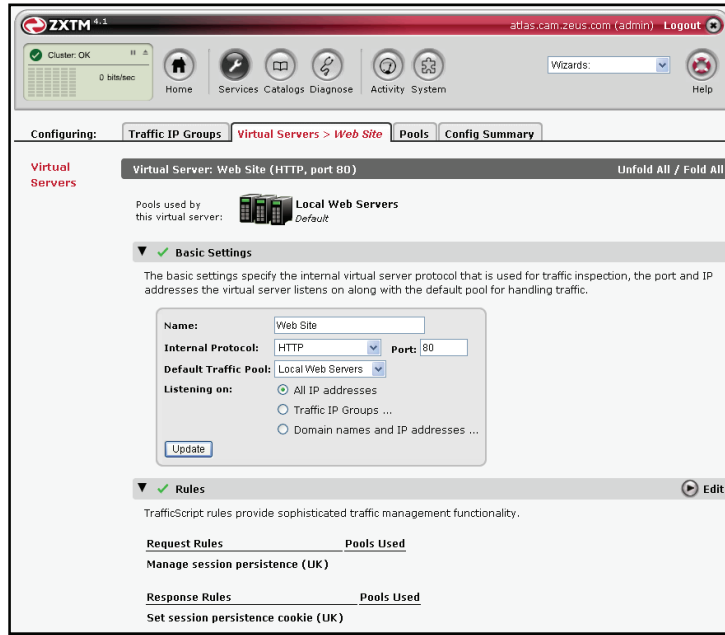 ZXTM 4.1
atlas.cam.zeus.com (admin) Logout
Cluster: OK
0 bits/sec
Home Services Catalogs Diagnose Activity System
Wizards:
Help
Configuring: Traffic IP Groups Virtual Servers > Web Site Pools Config Summary
Virtual
Servers
Virtual Server: Web Site (HTTP, port 80) Unfold All / Fold All
Pools used by
this virtual server:
Local Web Servers
Default
Basic Settings
The basic settings specify the internal virtual server protocol that is used for traffic inspection, the port and IP
addresses the virtual server listens on along with the default pool for handling traffic.
Name: Web Site
Internal Protocol: HTTP Port: 80
Default Traffic Pool: Local Web Servers
Listening on: All IP addresses
Traffic IP Groups ...
Domain names and IP addresses ...
Update
Rules Edit
TrafficScript rules provide sophisticated traffic management functionality.
Request Rules Pools Used
Manage session persistence (UK)
Response Rules Pools Used
Set session persistence cookie (UK)